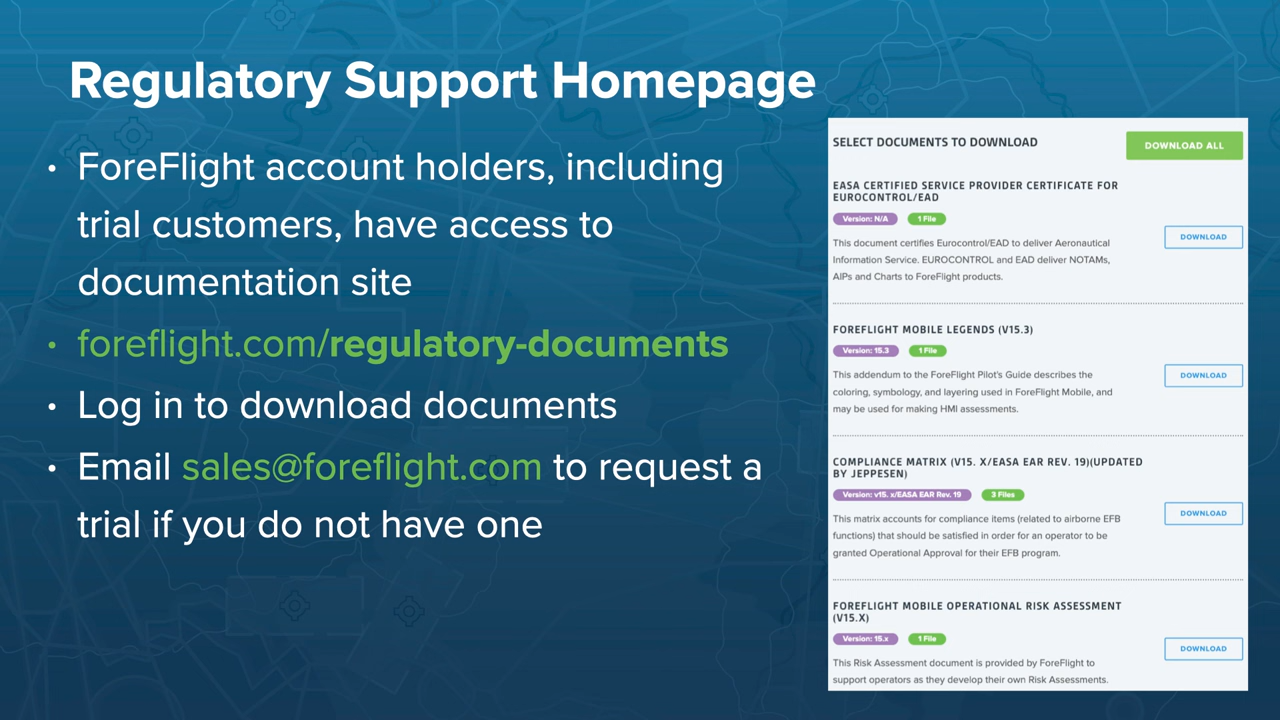 Regulatory Support Homepage
• ForeFlight account holders, including
trial customers, have access to
documentation site
• foreflight.com/regulatory-documents
• Log in to download documents
• Email sales@foreflight.com to request a
trial if you do not have one
SELECT DOCUMENTS TO DOWNLOAD
DOWNLOAD ALL
EASA CERTIFIED SERVICE PROVIDER CERTIFICATE FOR
EUROCONTROL/EAD
Version: N/A 1 File
DOWNLOAD
This document certifies Eurocontrol/EAD to deliver Aeronautical
Information Service. EUROCONTROL and EAD deliver NOTAMs,
AIPs and Charts to ForeFlight products.
FOREFLIGHT MOBILE LEGENDS (V15.3)
Version: 15.3 1 File
DOWNLOAD
This addendum to the ForeFlight Pilot's Guide describes the
coloring, symbology, and layering used in ForeFlight Mobile, and
may be used for making HMI assessments.
COMPLIANCE MATRIX (V15. X/EASA EAR REV. 19)(UPDATED
BY JEPPESEN)
Version: v15. x/EASA EAR Rev. 19 3 Files
DOWNLOAD
This matrix accounts for compliance items (related to airborne EFB
functions) that should be satisfied in order for an operator to be
granted Operational Approval for their EFB program.
FOREFLIGHT MOBILE OPERATIONAL RISK ASSESSMENT
(V15.X)
Version: 15.x 1 File
DOWNLOAD
This Risk Assessment document is provided by ForeFlight to
support operators as they develop their own Risk Assessments.